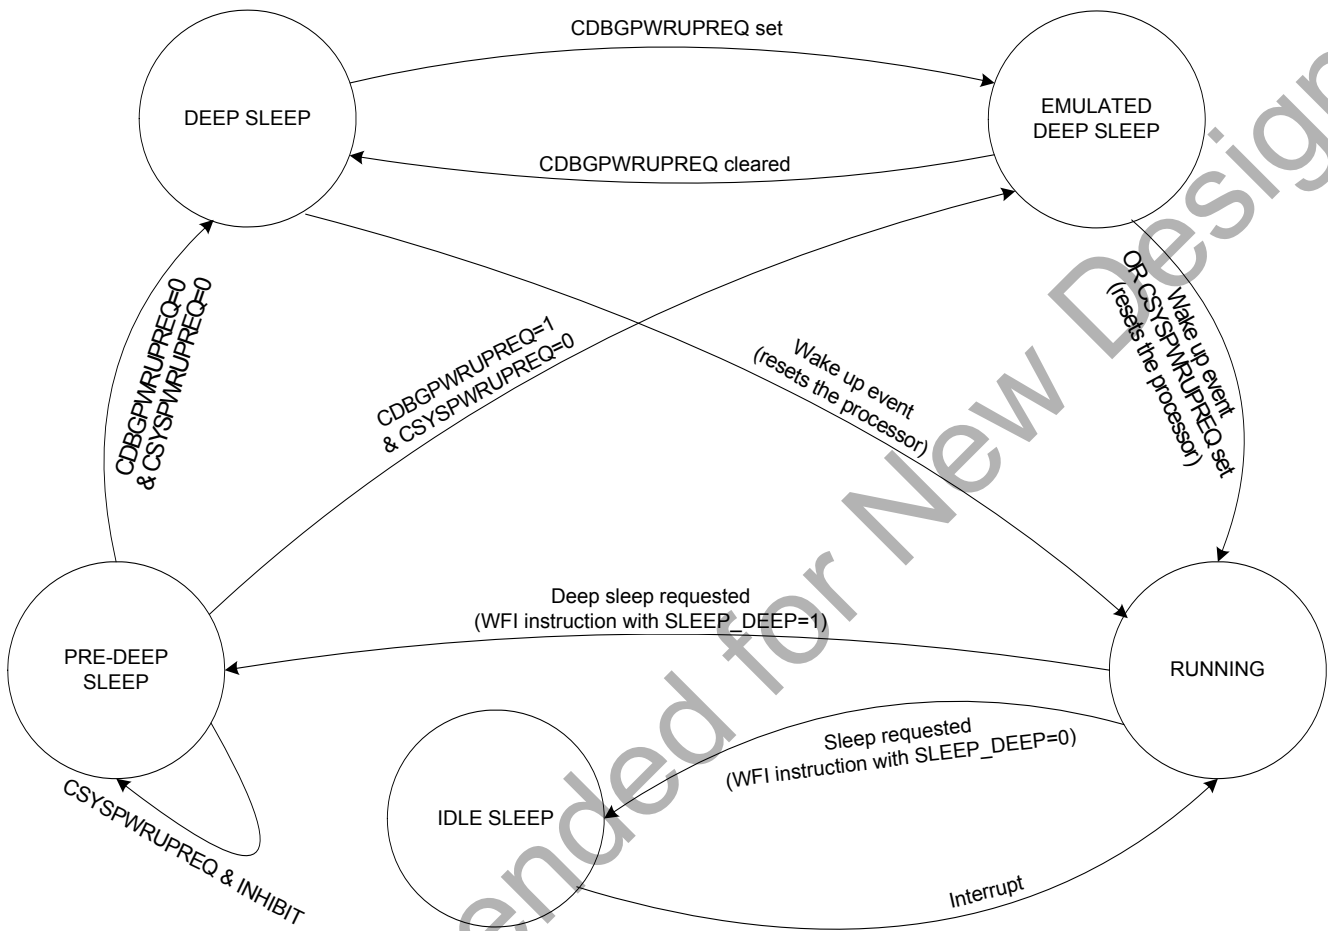 CDBGPWRUPREQ set
DEEP SLEEP
EMULATED
DEEP SLEEP
CDBGPWRUPREQ cleared
CDBGPWRUPREQ=0
& CSYSPWRUPREQ=0
CDBGPWRUPREQ=1
& CSYSPWRUPREQ=0
Wake up event
(resets the processor)
Wake up event
OR CSYSPWRUPREQ set
(resets the processor)
Deep sleep requested
(WFI instruction with SLEEP_DEEP=1)
PRE-DEEP
SLEEP
RUNNING
Sleep requested
(WFI instruction with SLEEP_DEEP=0)
IDLE SLEEP
CSYSPWRUPREQ & INHIBIT
Interrupt
ended for New Design